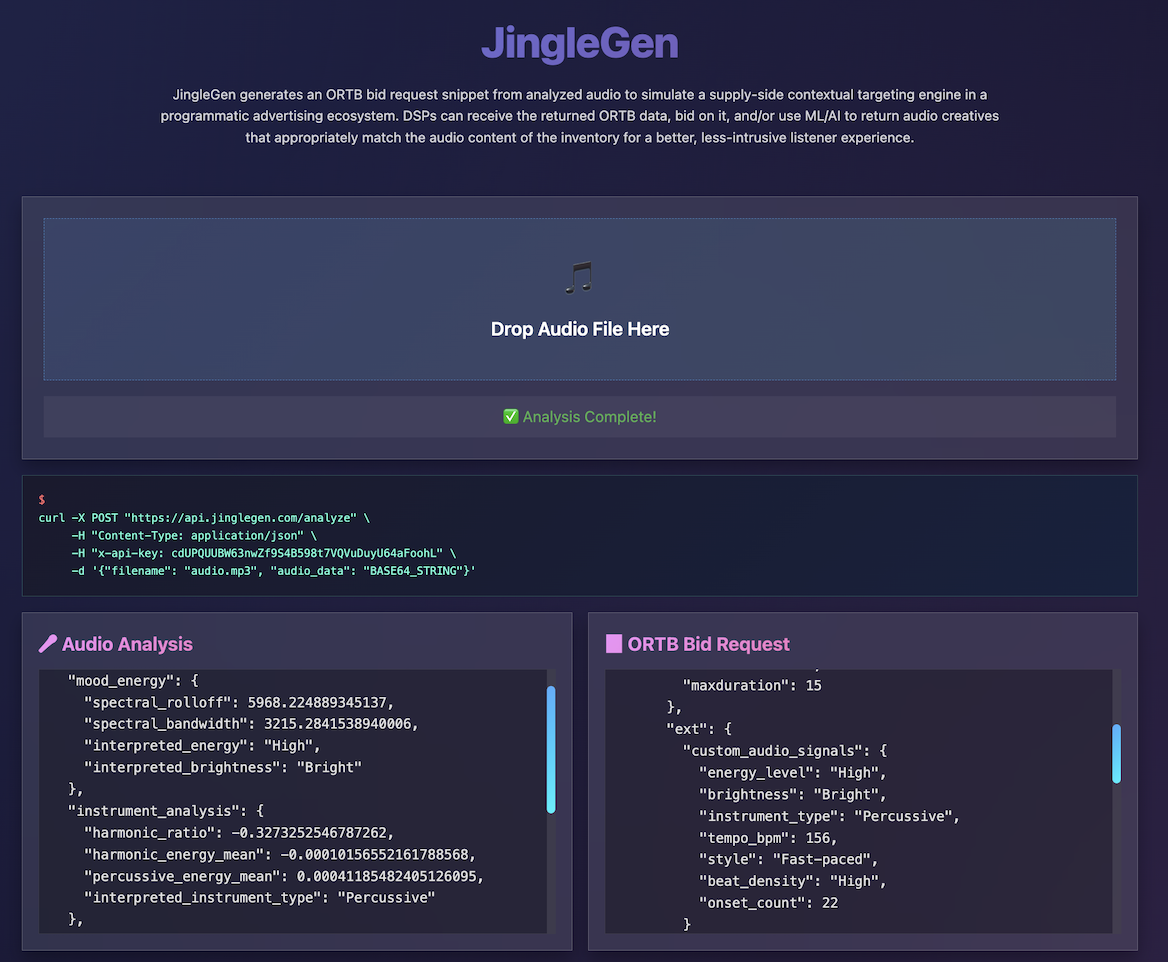 JingleGen
JingleGen generates an ORTB bid request snippet from analyzed audio to simulate a supply-side contextual targeting engine in a
programmatic advertising ecosystem. DSPs can receive the returned ORTB data, bid on it, and/or use ML/AI to return audio creatives
that appropriately match the audio content of the inventory for a better, less-intrusive listener experience.
Drop Audio File Here
✅ Analysis Complete!
$
curl -X POST "https://api.jinglegen.com/analyze" \
-H "Content-Type: application/json" \
-H "x-api-key: cdUPQUUBW63nwZf9S4B598t7VQVuDuyU64aFoohL" \
-d '{"filename": "audio.mp3", "audio_data": "BASE64_STRING"}'
Audio Analysis
"mood_energy": {
"spectral_rolloff": 5968.224889345137,
"spectral_bandwidth": 3215.2841538940006,
"interpreted_energy": "High",
"interpreted_brightness": "Bright"
},
"instrument_analysis": {
"harmonic_ratio": -0.3273252546787262,
"harmonic_energy_mean": -0.00010156552161788568,
"percussive_energy_mean": 0.00041185482405126095,
"interpreted_instrument_type": "Percussive"
},
ORTB Bid Request
"maxduration": 15
},
"ext": {
"custom_audio_signals": {
"energy_level": "High",
"brightness": "Bright",
"instrument_type": "Percussive",
"tempo_bpm": 156,
"style": "Fast-paced",
"beat_density": "High",
"onset_count": 22
}